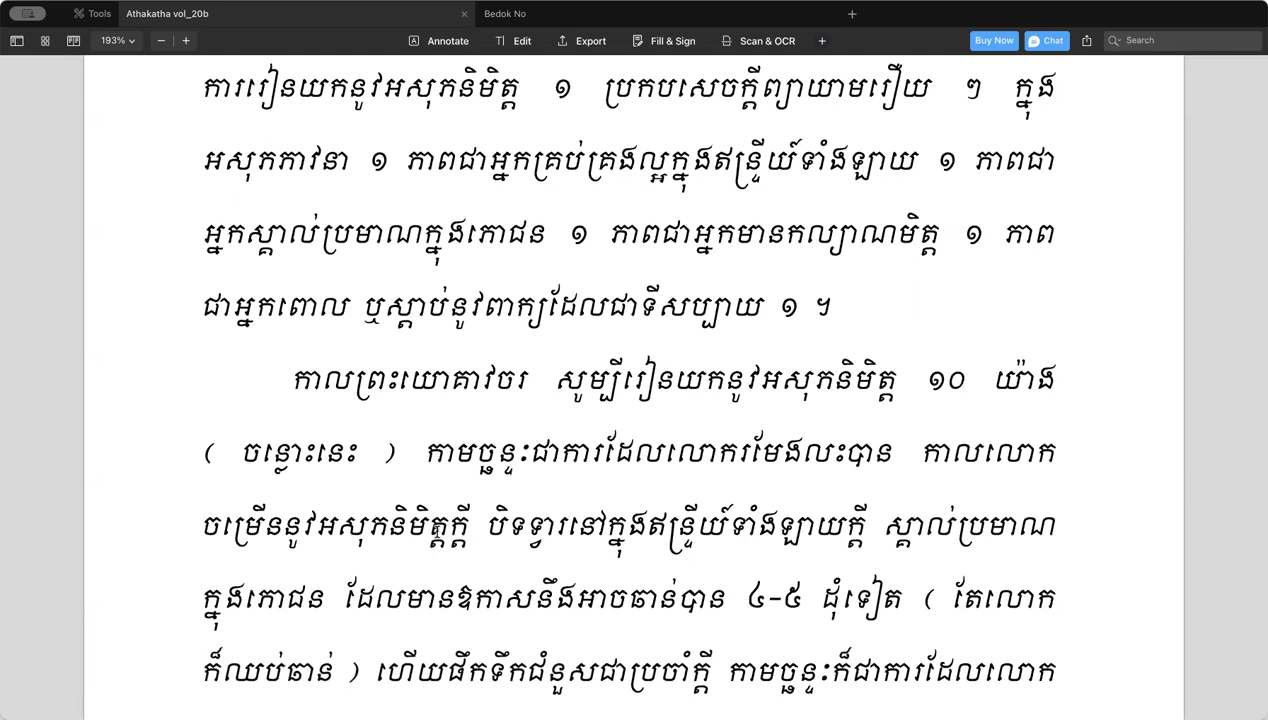 Tools
Athakatha vol_20b
Bedok No
193%
Annotate
Edit
Export
Fill & Sign
Scan & OCR
Buy Now
Chat
Search
ការរៀនយកនូវអសុភនិមិត្ត ១ ប្រកបសេចក្ដីព្យាយាមរឿយ ៗ ក្នុង
អសុភភាវនា ១ ភាពជាអ្នកគ្រប់គ្រងល្អក្នុងឥន្ទ្រីយ៍ទាំងឡាយ ១ ភាពជា
អ្នកស្គាល់ប្រមាណក្នុងភោជន ១ ភាពជាអ្នកមានកល្យាណមិត្ត ១ ភាព
ជាអ្នកពោល ឬស្ដាប់នូវពាក្យដែលជាទីសប្បាយ ១ ។
កាលព្រះយោគាវចរ សូម្បីរៀនយកនូវអសុភនិមិត្ត ១០ យ៉ាង
( ចន្លោះនេះ ) កាមច្ឆន្ទៈជាការដែលលោករមែងលះបាន កាលលោក
ចម្រើននូវអសុភនិមិត្តក្ដី បិទទ្វារនៅក្នុងឥន្ទ្រីយ៍ទាំងឡាយក្ដី ស្គាល់ប្រមាណ
ក្នុងភោជន ដែលមានឱកាសនឹងអាចឆាន់បាន ៤-៥ ដុំទៀត ( តែលោក
ក៏ឈប់ឆាន់ ) ហើយផឹកទឹកជំនួសជាប្រចាំក្ដី កាមច្ឆន្ទៈក៏ជាការដែលលោក